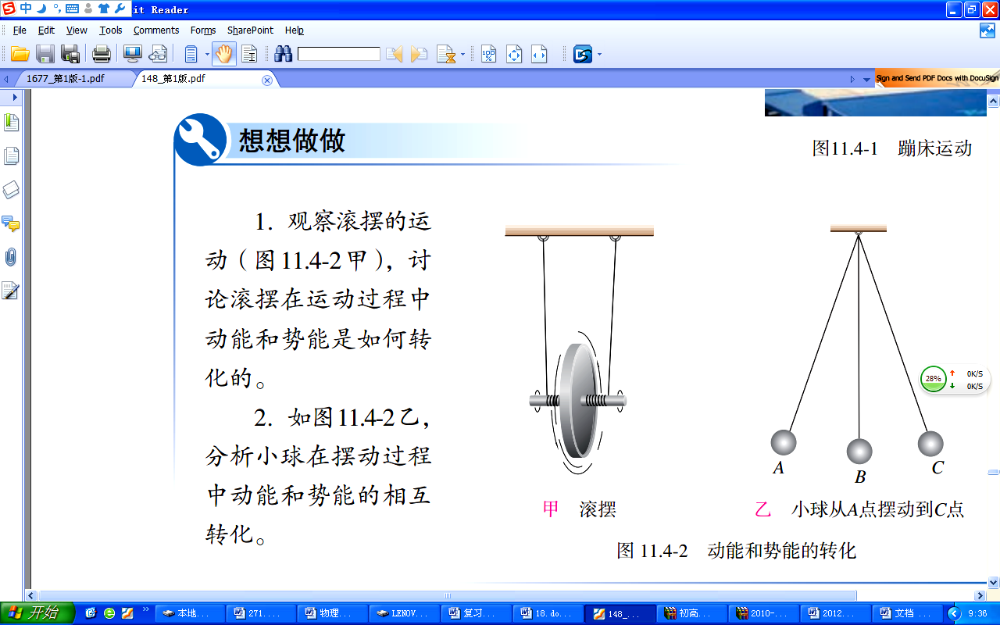 中
it Reader
File Edit View Tools Comments Forms SharePoint Help
1677_第1版-1.pdf
148_第1版.pdf
Sign and Send PDF Docs with DocuSign
想想做做
图11.4-1 蹦床运动
1. 观察滚摆的运
动（图11.4-2甲），讨
论滚摆在运动过程中
动能和势能是如何转
化的。
2. 如图11.4-2乙，
分析小球在摆动过程
中动能和势能的相互
转化。
28%
0K/S
0K/S
A
B
C
甲 滚摆
乙 小球从A点摆动到C点
图 11.4-2 动能和势能的转化
开始
本地...
271....
物理...
LENOV...
复习...
18. do...
148_...
初高...
2010-...
2012...
文档 ...
9:36